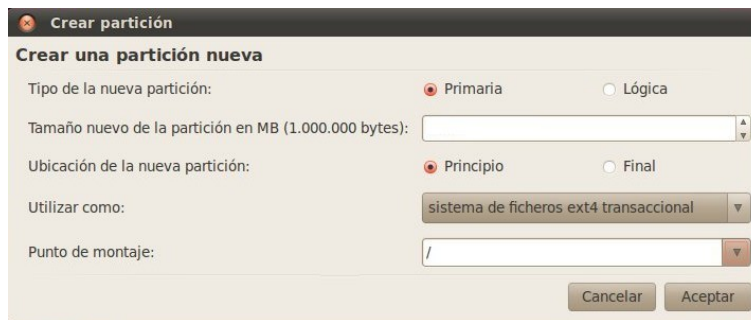 Crear partición
Crear una partición nueva
Tipo de la nueva partición: Primaria Lógica
Tamaño nuevo de la partición en MB (1.000.000 bytes):
Ubicación de la nueva partición: Principio Final
Utilizar como: sistema de ficheros ext4 transaccional
Punto de montaje: /
Cancelar Aceptar